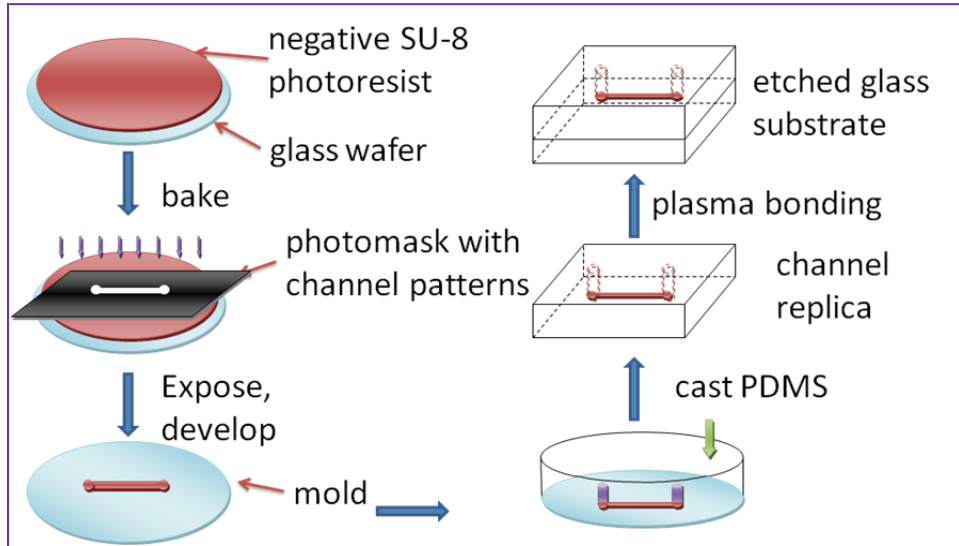 negative SU-8
photoresist
glass wafer
bake
photomask with
channel patterns
Expose,
develop
mold
cast PDMS
channel
replica
plasma bonding
etched glass
substrate